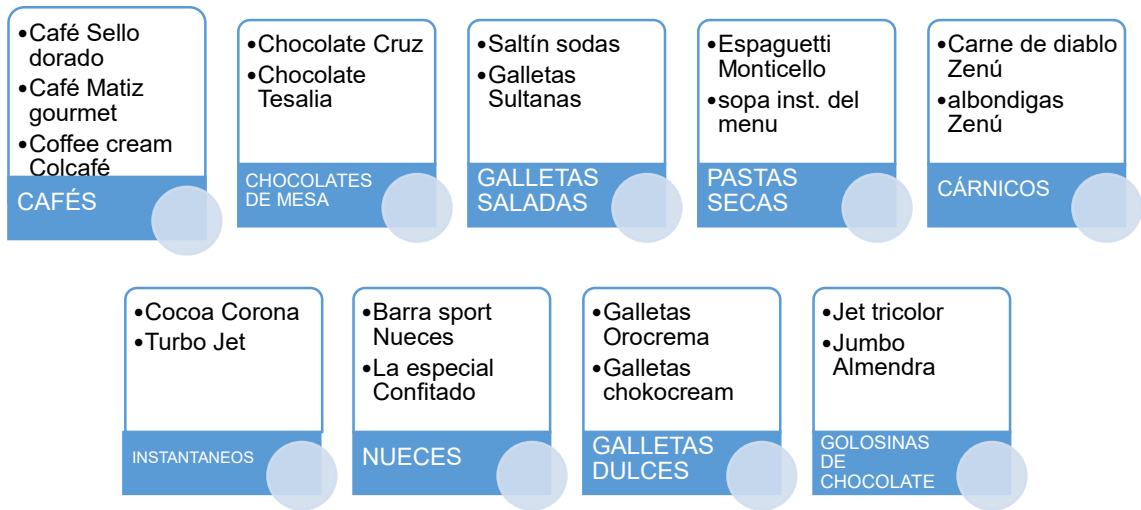 •Café Sello
dorado
•Café Matiz
gourmet
•Coffee cream
Colcafé
CAFÉS
•Chocolate Cruz
•Chocolate
Tesalia
CHOCOLATES
DE MESA
•Saltín sodas
•Galletas
Sultanas
GALLETAS
SALADAS
•Espaguetti
Monticello
•sopa inst. del
menu
PASTAS
SECAS
•Carne de diablo
Zenú
•albondigas
Zenú
CÁRNICOS
•Cocoa Corona
•Turbo Jet
INSTANTANEOS
•Barra sport
Nueces
•La especial
Confitado
NUECES
•Galletas
Orocrema
•Galletas
chokocream
GALLETAS
DULCES
•Jet tricolor
•Jumbo
Almendra
GOLOSINAS
DE
CHOCOLATE